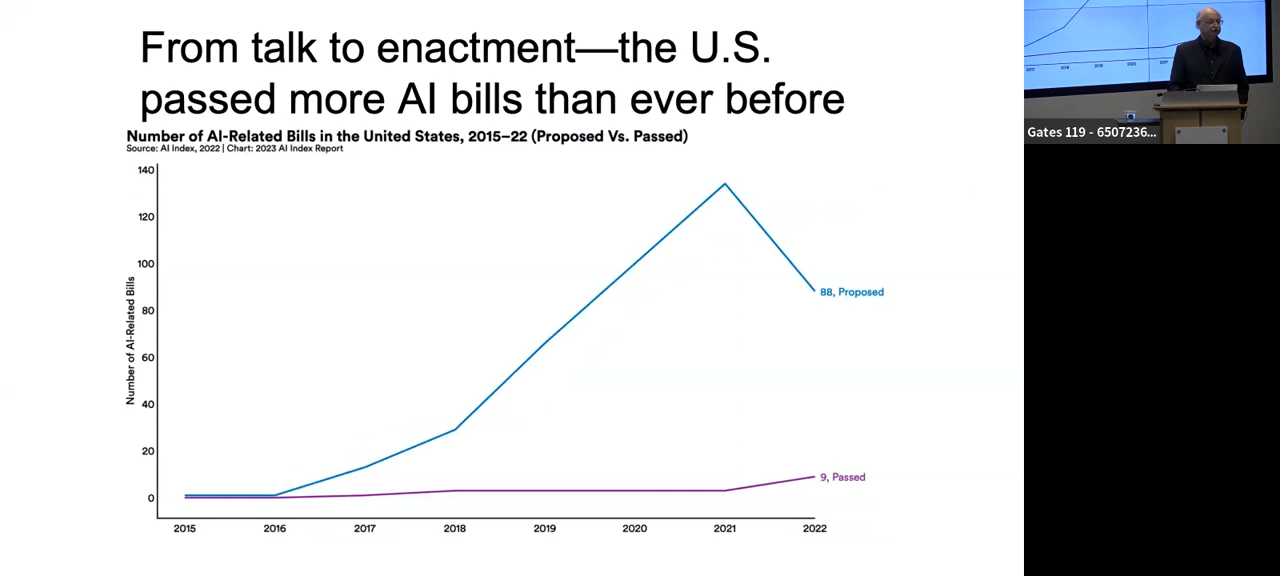 From talk to enactment—the U.S.
passed more AI bills than ever before
Number of AI-Related Bills in the United States, 2015–22 (Proposed Vs. Passed)
Source: AI Index, 2022 | Chart: 2023 AI Index Report
140
120
100
80
60
40
20
0
Number of AI-Related Bills
88, Proposed
9, Passed
2015
2016
2017
2018
2019
2020
2021
2022
Gates 119 - 6507236...